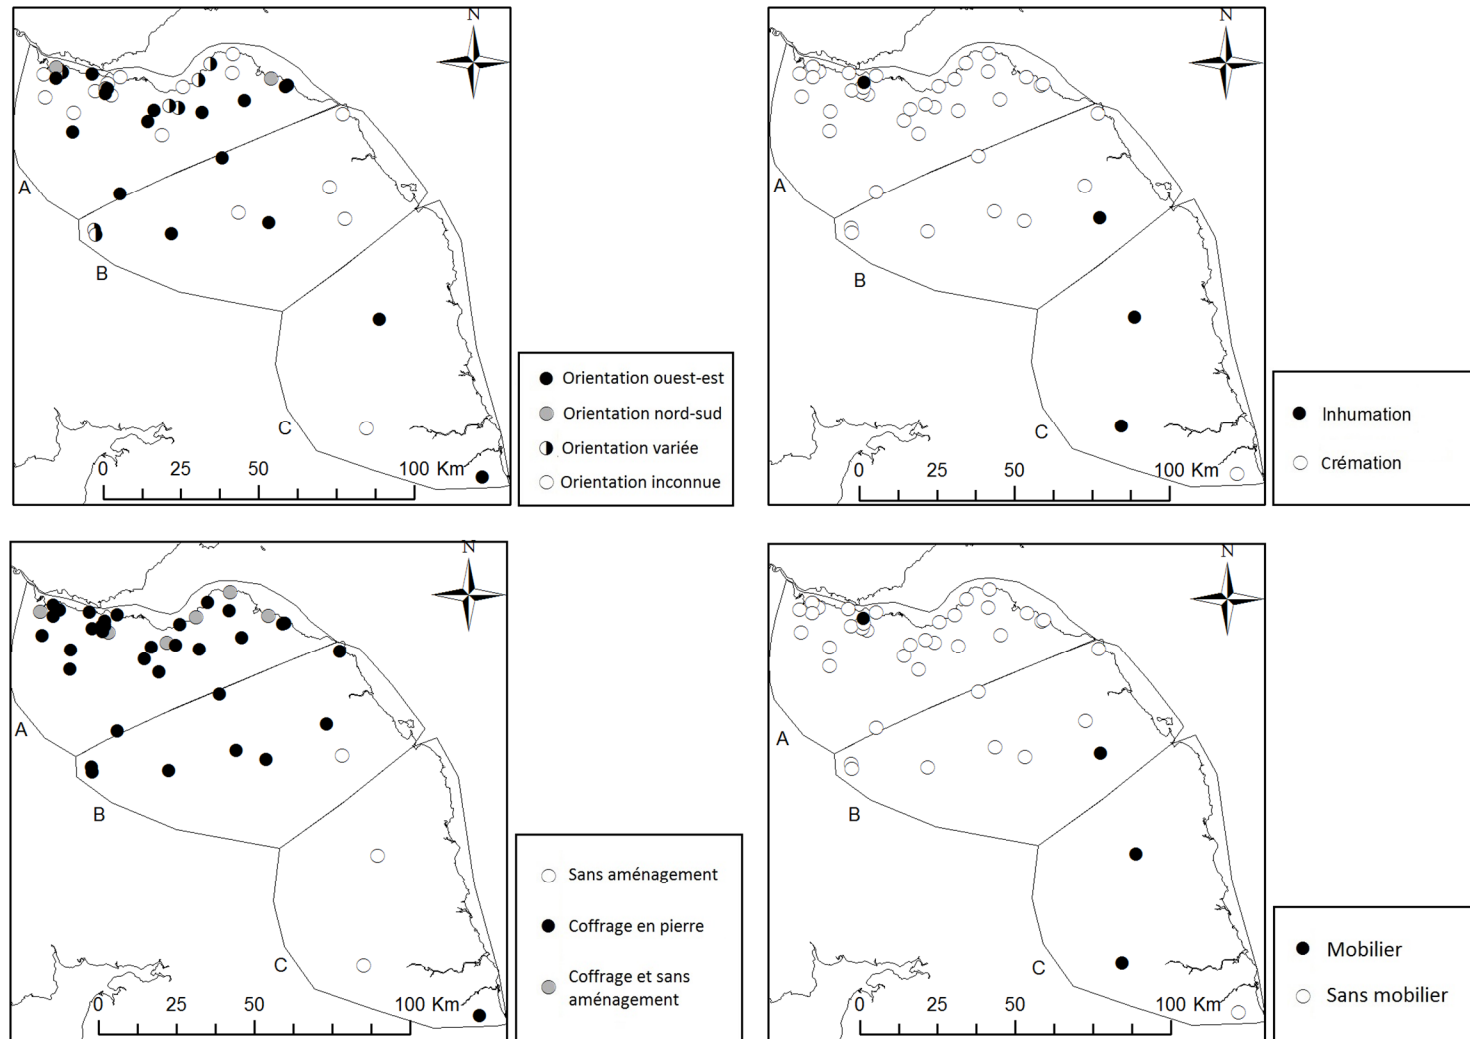 N
A
B
C
0 25 50 100 Km
Orientation ouest-est
Orientation nord-sud
Orientation variée
Orientation inconnue
N
A
B
C
0 25 50 100 Km
Inhumation
Crémation
N
A
B
C
0 25 50 100 Km
Sans aménagement
Coffrage en pierre
Coffrage et sans
aménagement
N
A
B
C
0 25 50 100 Km
Mobilier
Sans mobilier